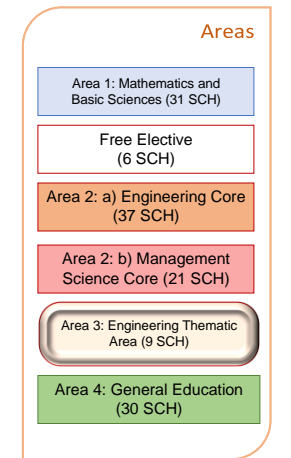 Areas
Area 1: Mathematics and
Basic Sciences (31 SCH)
Free Elective
(6 SCH)
Area 2: a) Engineering Core
(37 SCH)
Area 2: b) Management
Science Core (21 SCH)
Area 3: Engineering Thematic
Area (9 SCH)
Area 4: General Education
(30 SCH)